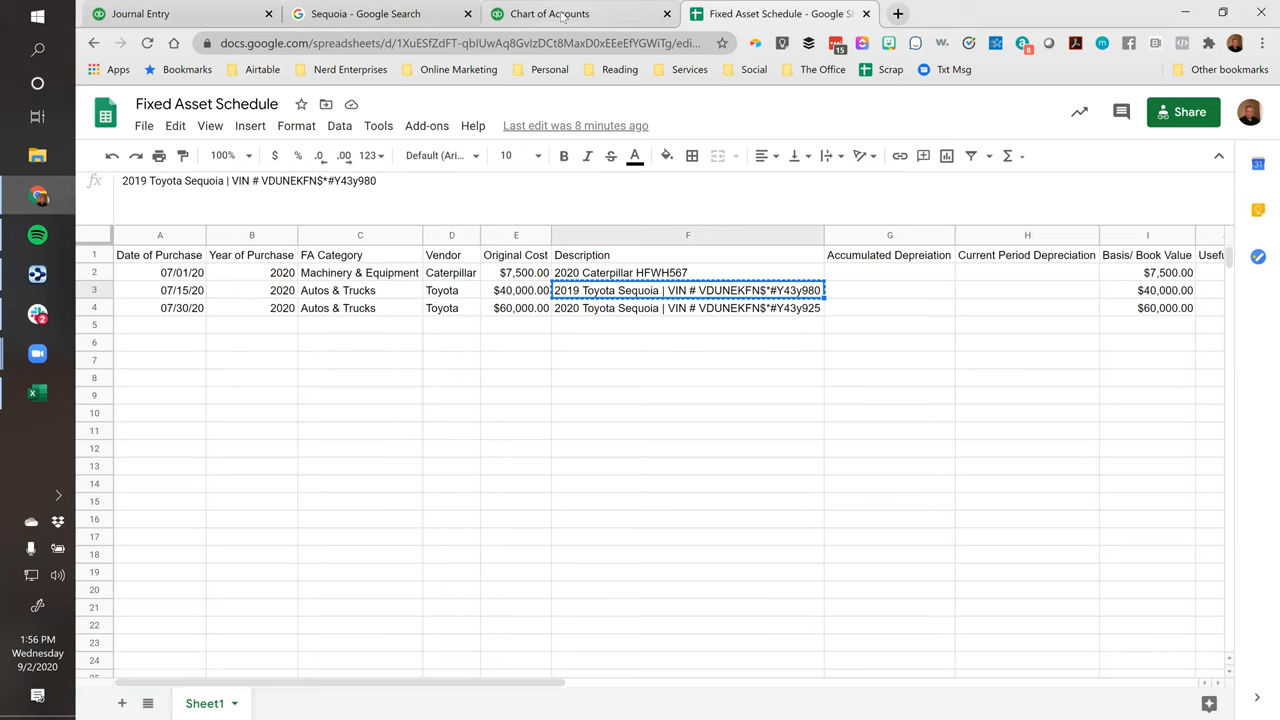 Journal Entry
Sequoia - Google Search
Chart of Accounts
Fixed Asset Schedule - Google S
docs.google.com/spreadsheets/d/1XuESfZdFT-qbIUwAq8GvlzDCt8MaxD0xEEeEfYGWiTg/edi...
15
8
Apps
Bookmarks
Airtable
Nerd Enterprises
Online Marketing
Personal
Reading
Services
Social
The Office
Scrap
Txt Msg
Other bookmarks
Fixed Asset Schedule
File Edit View Insert Format Data Tools Add-ons Help Last edit was 8 minutes ago
Share
100% $ % .0 .00 123 Default (Ari... 10 B I A
fx 2019 Toyota Sequoia | VIN # VDUNEKFN$*#Y43y980
A B C D E F G H I
1 Date of Purchase Year of Purchase FA Category Vendor Original Cost Description Accumulated Depreiation Current Period Depreciation Basis/ Book Value Usefu
2 07/01/20 2020 Machinery & Equipment Caterpillar $7,500.00 2020 Caterpillar HFWH567 $7,500.00
3 07/15/20 2020 Autos & Trucks Toyota $40,000.00 2019 Toyota Sequoia | VIN # VDUNEKFN$*#Y43y980 $40,000.00
4 07/30/20 2020 Autos & Trucks Toyota $60,000.00 2020 Toyota Sequoia | VIN # VDUNEKFN$*#Y43y925 $60,000.00
5
6
7
8
9
10
11
12
13
14
15
16
17
18
19
20
21
22
23
24
Sheet1
2
1:56 PM
Wednesday
9/2/2020
31